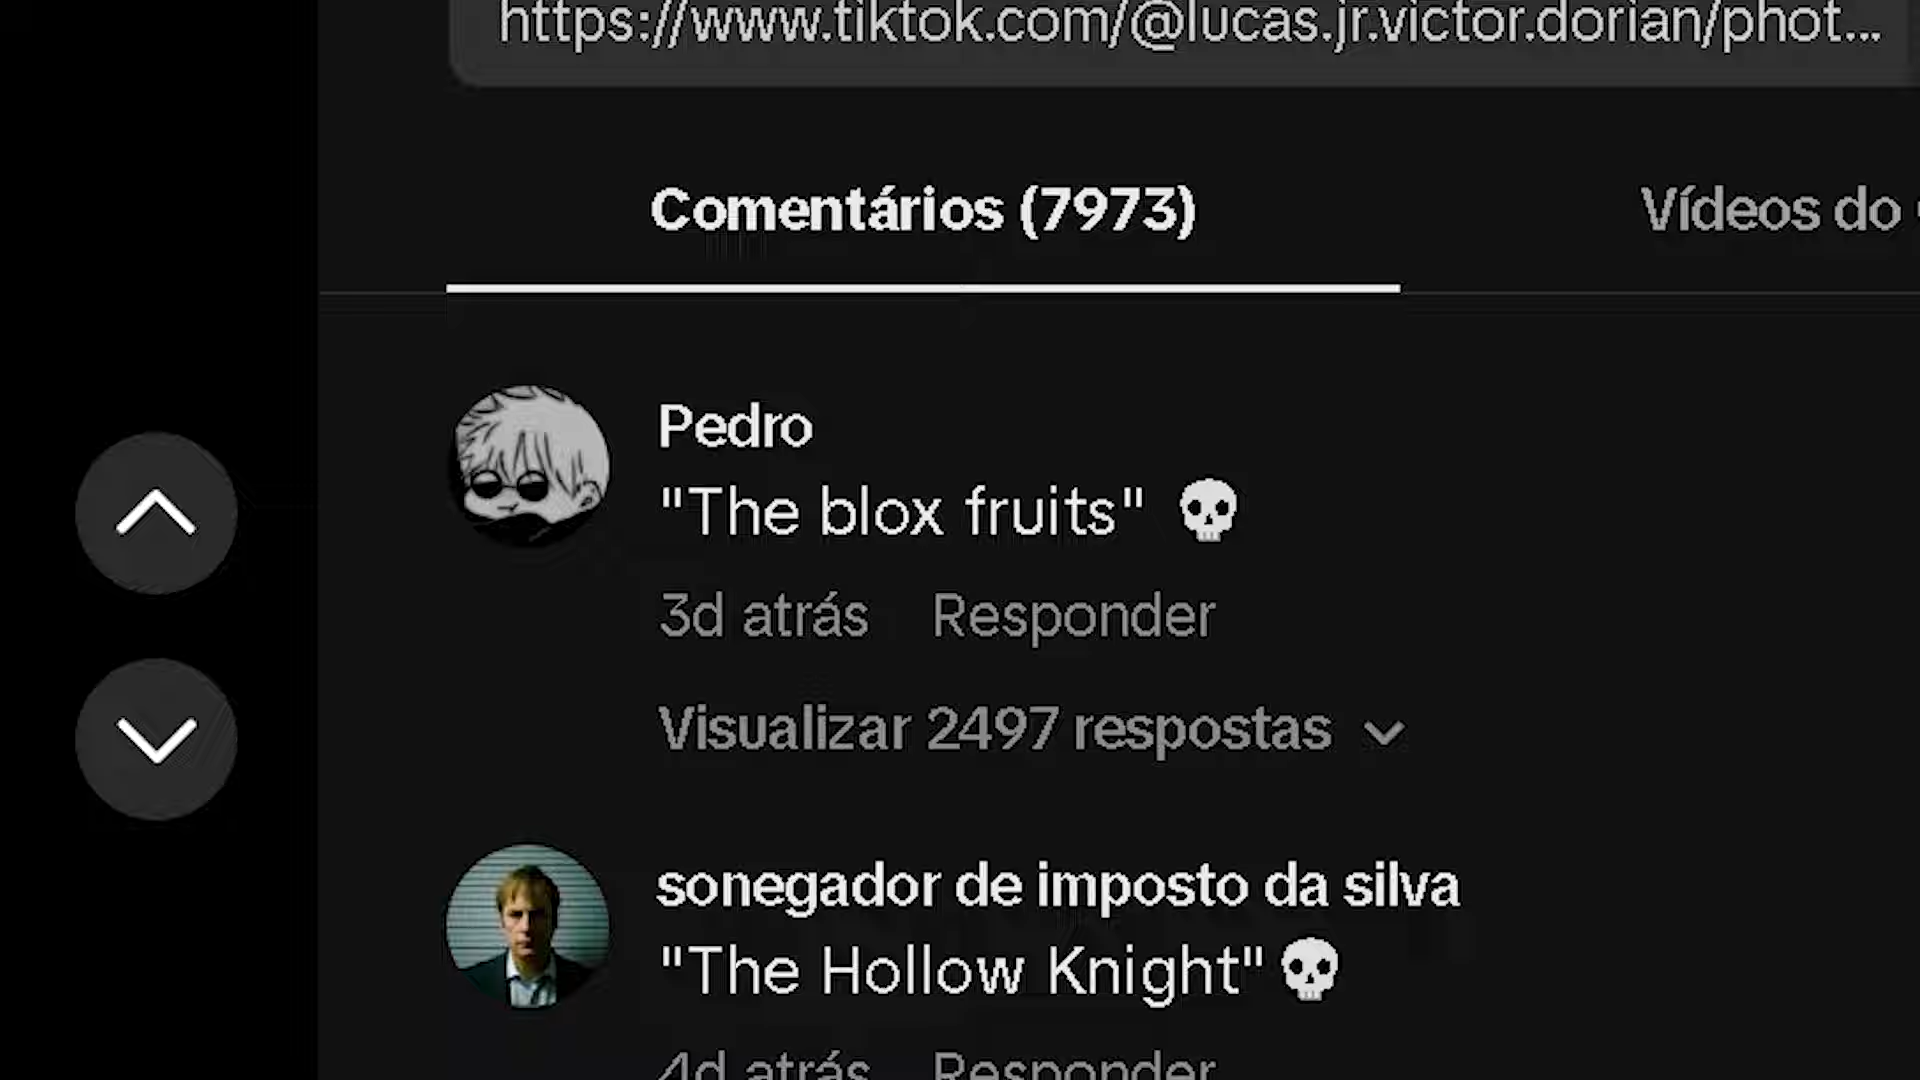 https://www.tiktok.com/@lucas.jr.victor.dorian/phot...
Comentários (7973)
Vídeos do
Pedro
"The blox fruits" 💀
3d atrás Responder
Visualizar 2497 respostas
sonegador de imposto da silva
"The Hollow Knight" 💀
4d atrás Responder